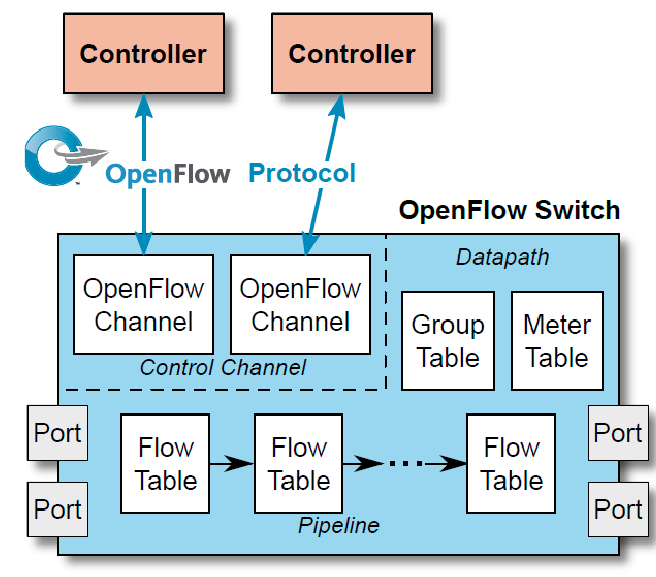 Controller
Controller
OpenFlow Protocol
™
OpenFlow Switch
OpenFlow
Channel
OpenFlow
Channel
Control Channel
Datapath
Group
Table
Meter
Table
Port
Port
Flow
Table
Flow
Table
...
Flow
Table
Port
Port
Pipeline